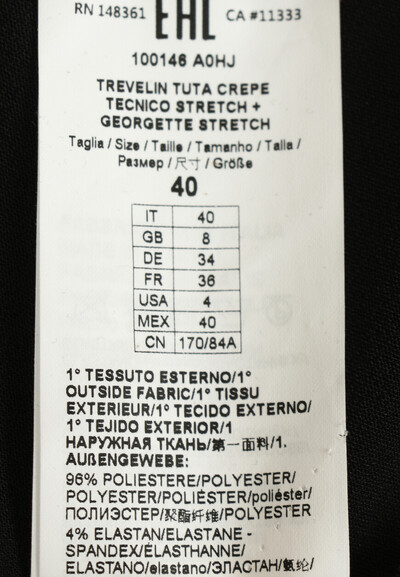 RN 148361 EAC CA #11333
100146 A0HJ
TREVELIN TUTA CREPE
TECNICO STRETCH +
GEORGETTE STRETCH
Taglia / Size / Taille / Tamanho / Talla /
Размер / 尺寸 / Größe
40
IT 40
GB 8
DE 34
FR 36
USA 4
MEX 40
CN 170/84A
1° TESSUTO ESTERNO/1°
OUTSIDE FABRIC/1° TISSU
EXTERIEUR/1° TECIDO EXTERNO/
1° TEJIDO EXTERIOR/1
НАРУЖНАЯ ТКАНЬ/第一面料/1.
AUßENGEWEBE:
96% POLIESTERE/POLYESTER/
POLYESTER/POLIÉSTER/poliéster/
ПОЛИЭСТЕР/聚酯纤维/POLYESTER
4% ELASTAN/ELASTANE -
SPANDEX/ÉLASTHANNE/
ELASTANO/elastano/ЭЛАСТАН/氨纶/